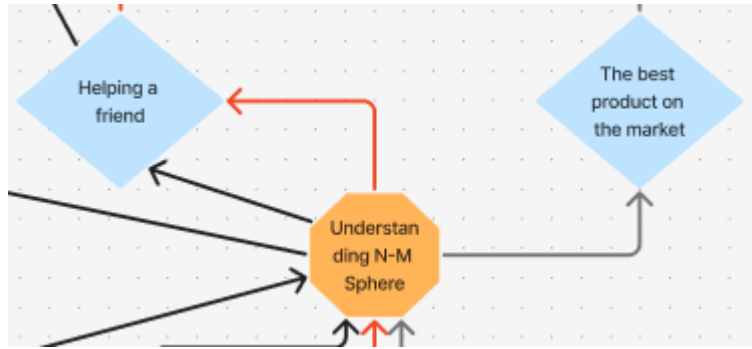 Helping a
friend
The best
product on
the market
Understan
ding N-M
Sphere